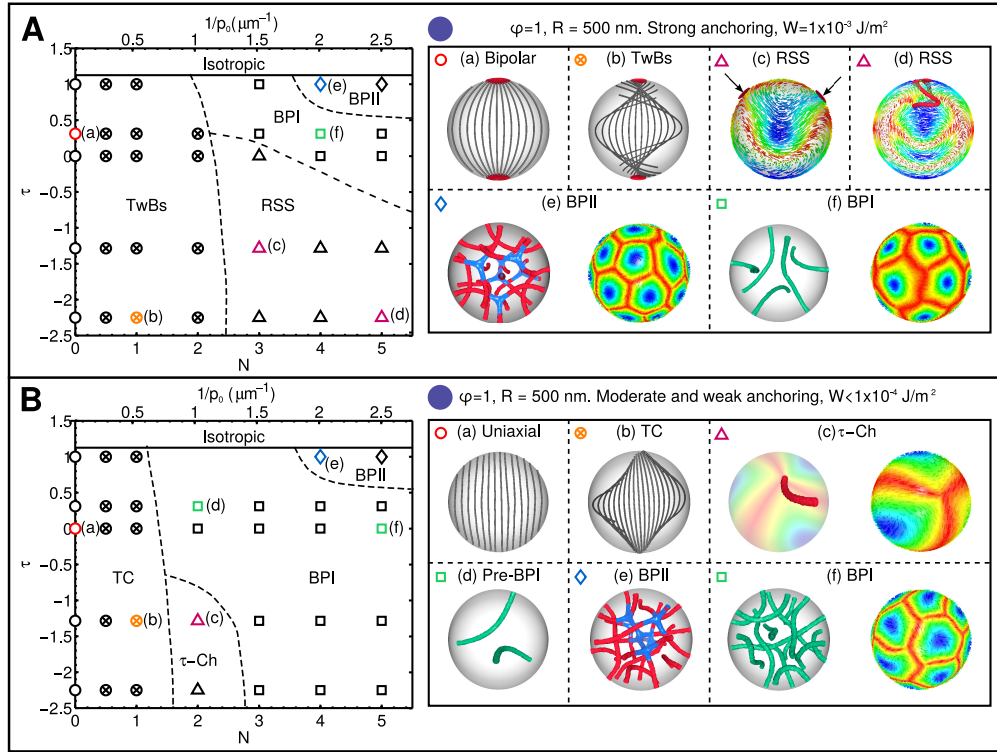 A
1/p₀ (μm⁻¹)
0.5 1 1.5 2 2.5
Isotropic
1.5
1
0.5
0
−0.5
−1
−1.5
−2
−2.5
τ
(a)
(e)
BPII
BPI
(f)
TwBs
RSS
(c)
(b)
(d)
0 1 2 3 4 5
N
φ=1, R = 500 nm. Strong anchoring, W=1x10⁻³ J/m²
(a) Bipolar
(b) TwBs
(c) RSS
(d) RSS
(e) BPII
(f) BPI
B
1/p₀ (μm⁻¹)
0.5 1 1.5 2 2.5
Isotropic
1.5
1
0.5
0
−0.5
−1
−1.5
−2
−2.5
τ
(e)
BPII
(d)
(a)
(f)
TC
BPI
(b)
(c)
τ−Ch
0 1 2 3 4 5
N
φ=1, R = 500 nm. Moderate and weak anchoring, W<1x10⁻⁴ J/m²
(a) Uniaxial
(b) TC
(c) τ−Ch
(d) Pre-BPI
(e) BPII
(f) BPI